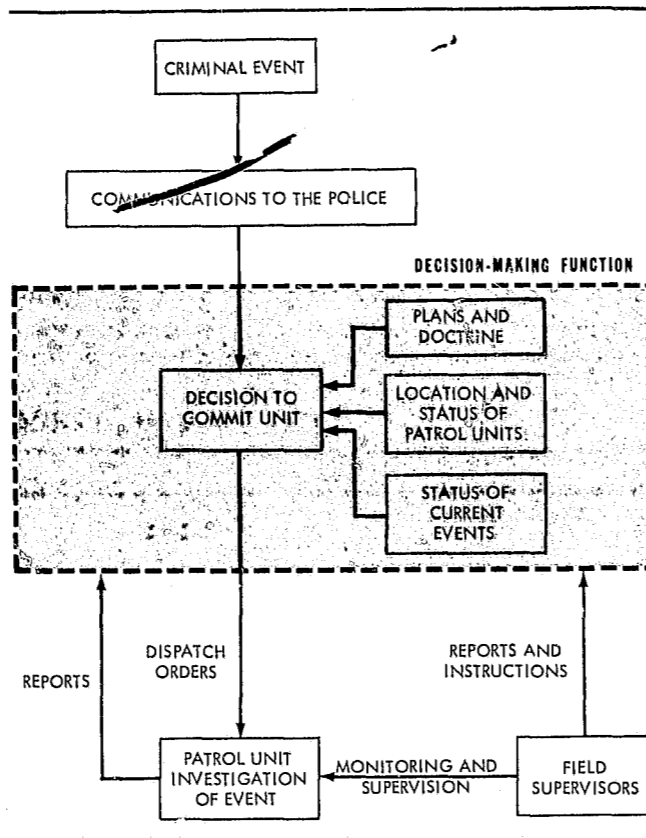 CRIMINAL EVENT
COMMUNICATIONS TO THE POLICE
DECISION-MAKING FUNCTION
PLANS AND
DOCTRINE
DECISION TO
COMMIT UNIT
LOCATION AND
STATUS OF
PATROL UNITS
STATUS OF
CURRENT
EVENTS
REPORTS
DISPATCH
ORDERS
REPORTS AND
INSTRUCTIONS
PATROL UNIT
INVESTIGATION
OF EVENT
MONITORING AND
SUPERVISION
FIELD
SUPERVISORS